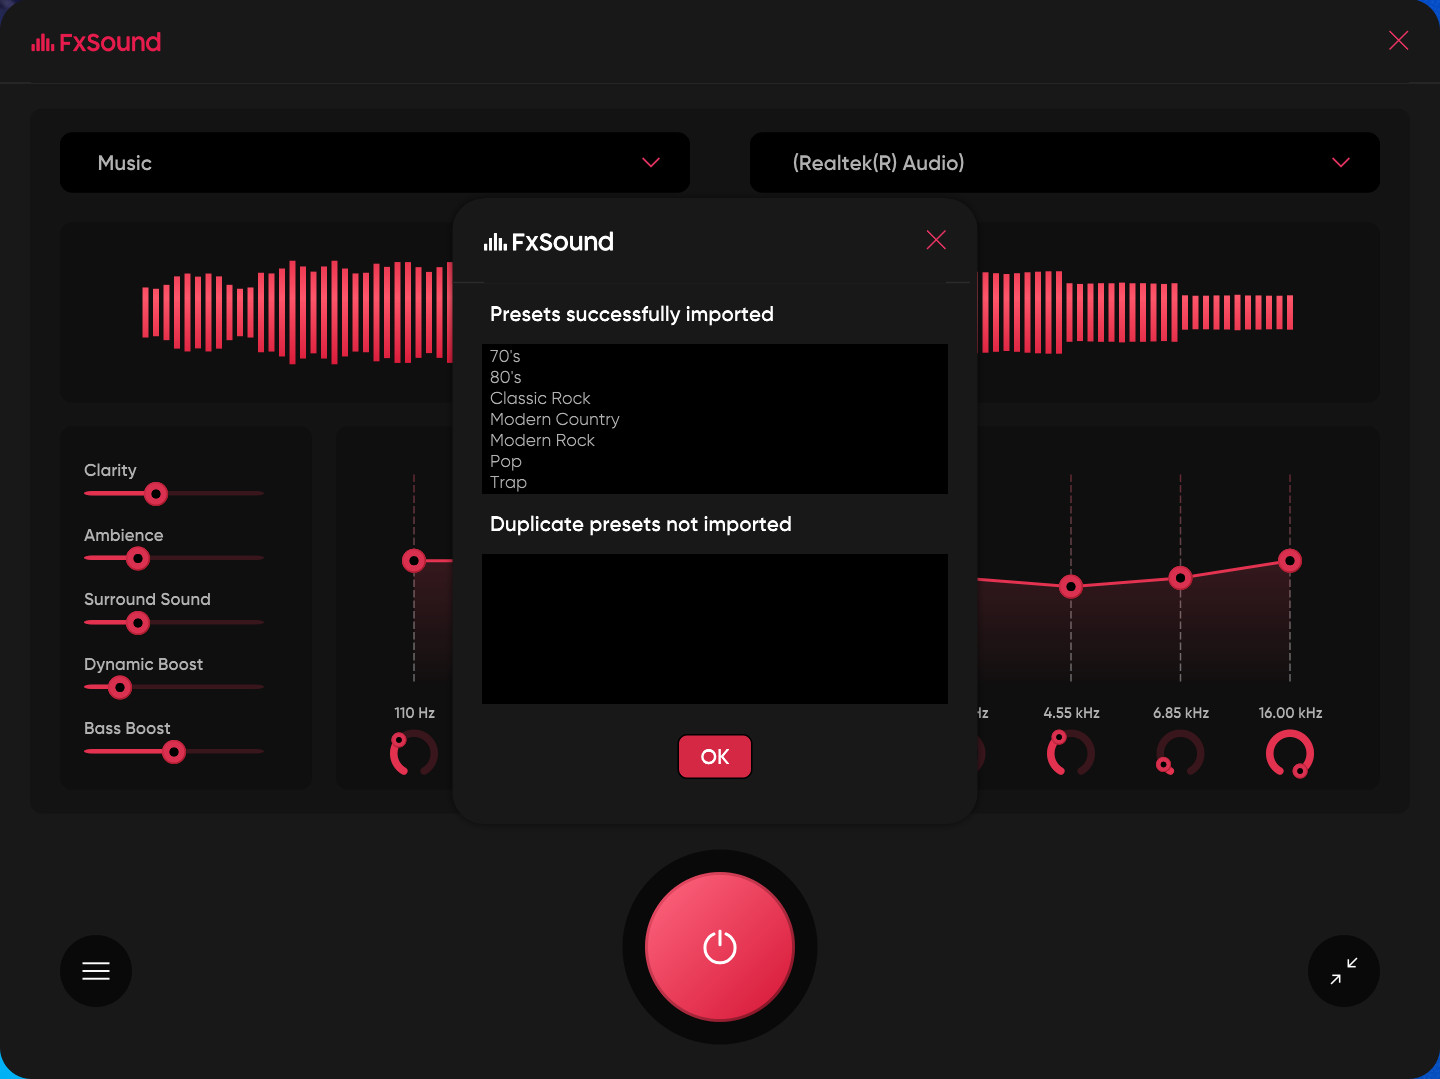 FxSound
Music
(Realtek(R) Audio)
FxSound
Presets successfully imported
70's
80's
Classic Rock
Modern Country
Modern Rock
Pop
Trap
Duplicate presets not imported
OK
Clarity
Ambience
Surround Sound
Dynamic Boost
Bass Boost
110 Hz
Hz
4.55 kHz
6.85 kHz
16.00 kHz